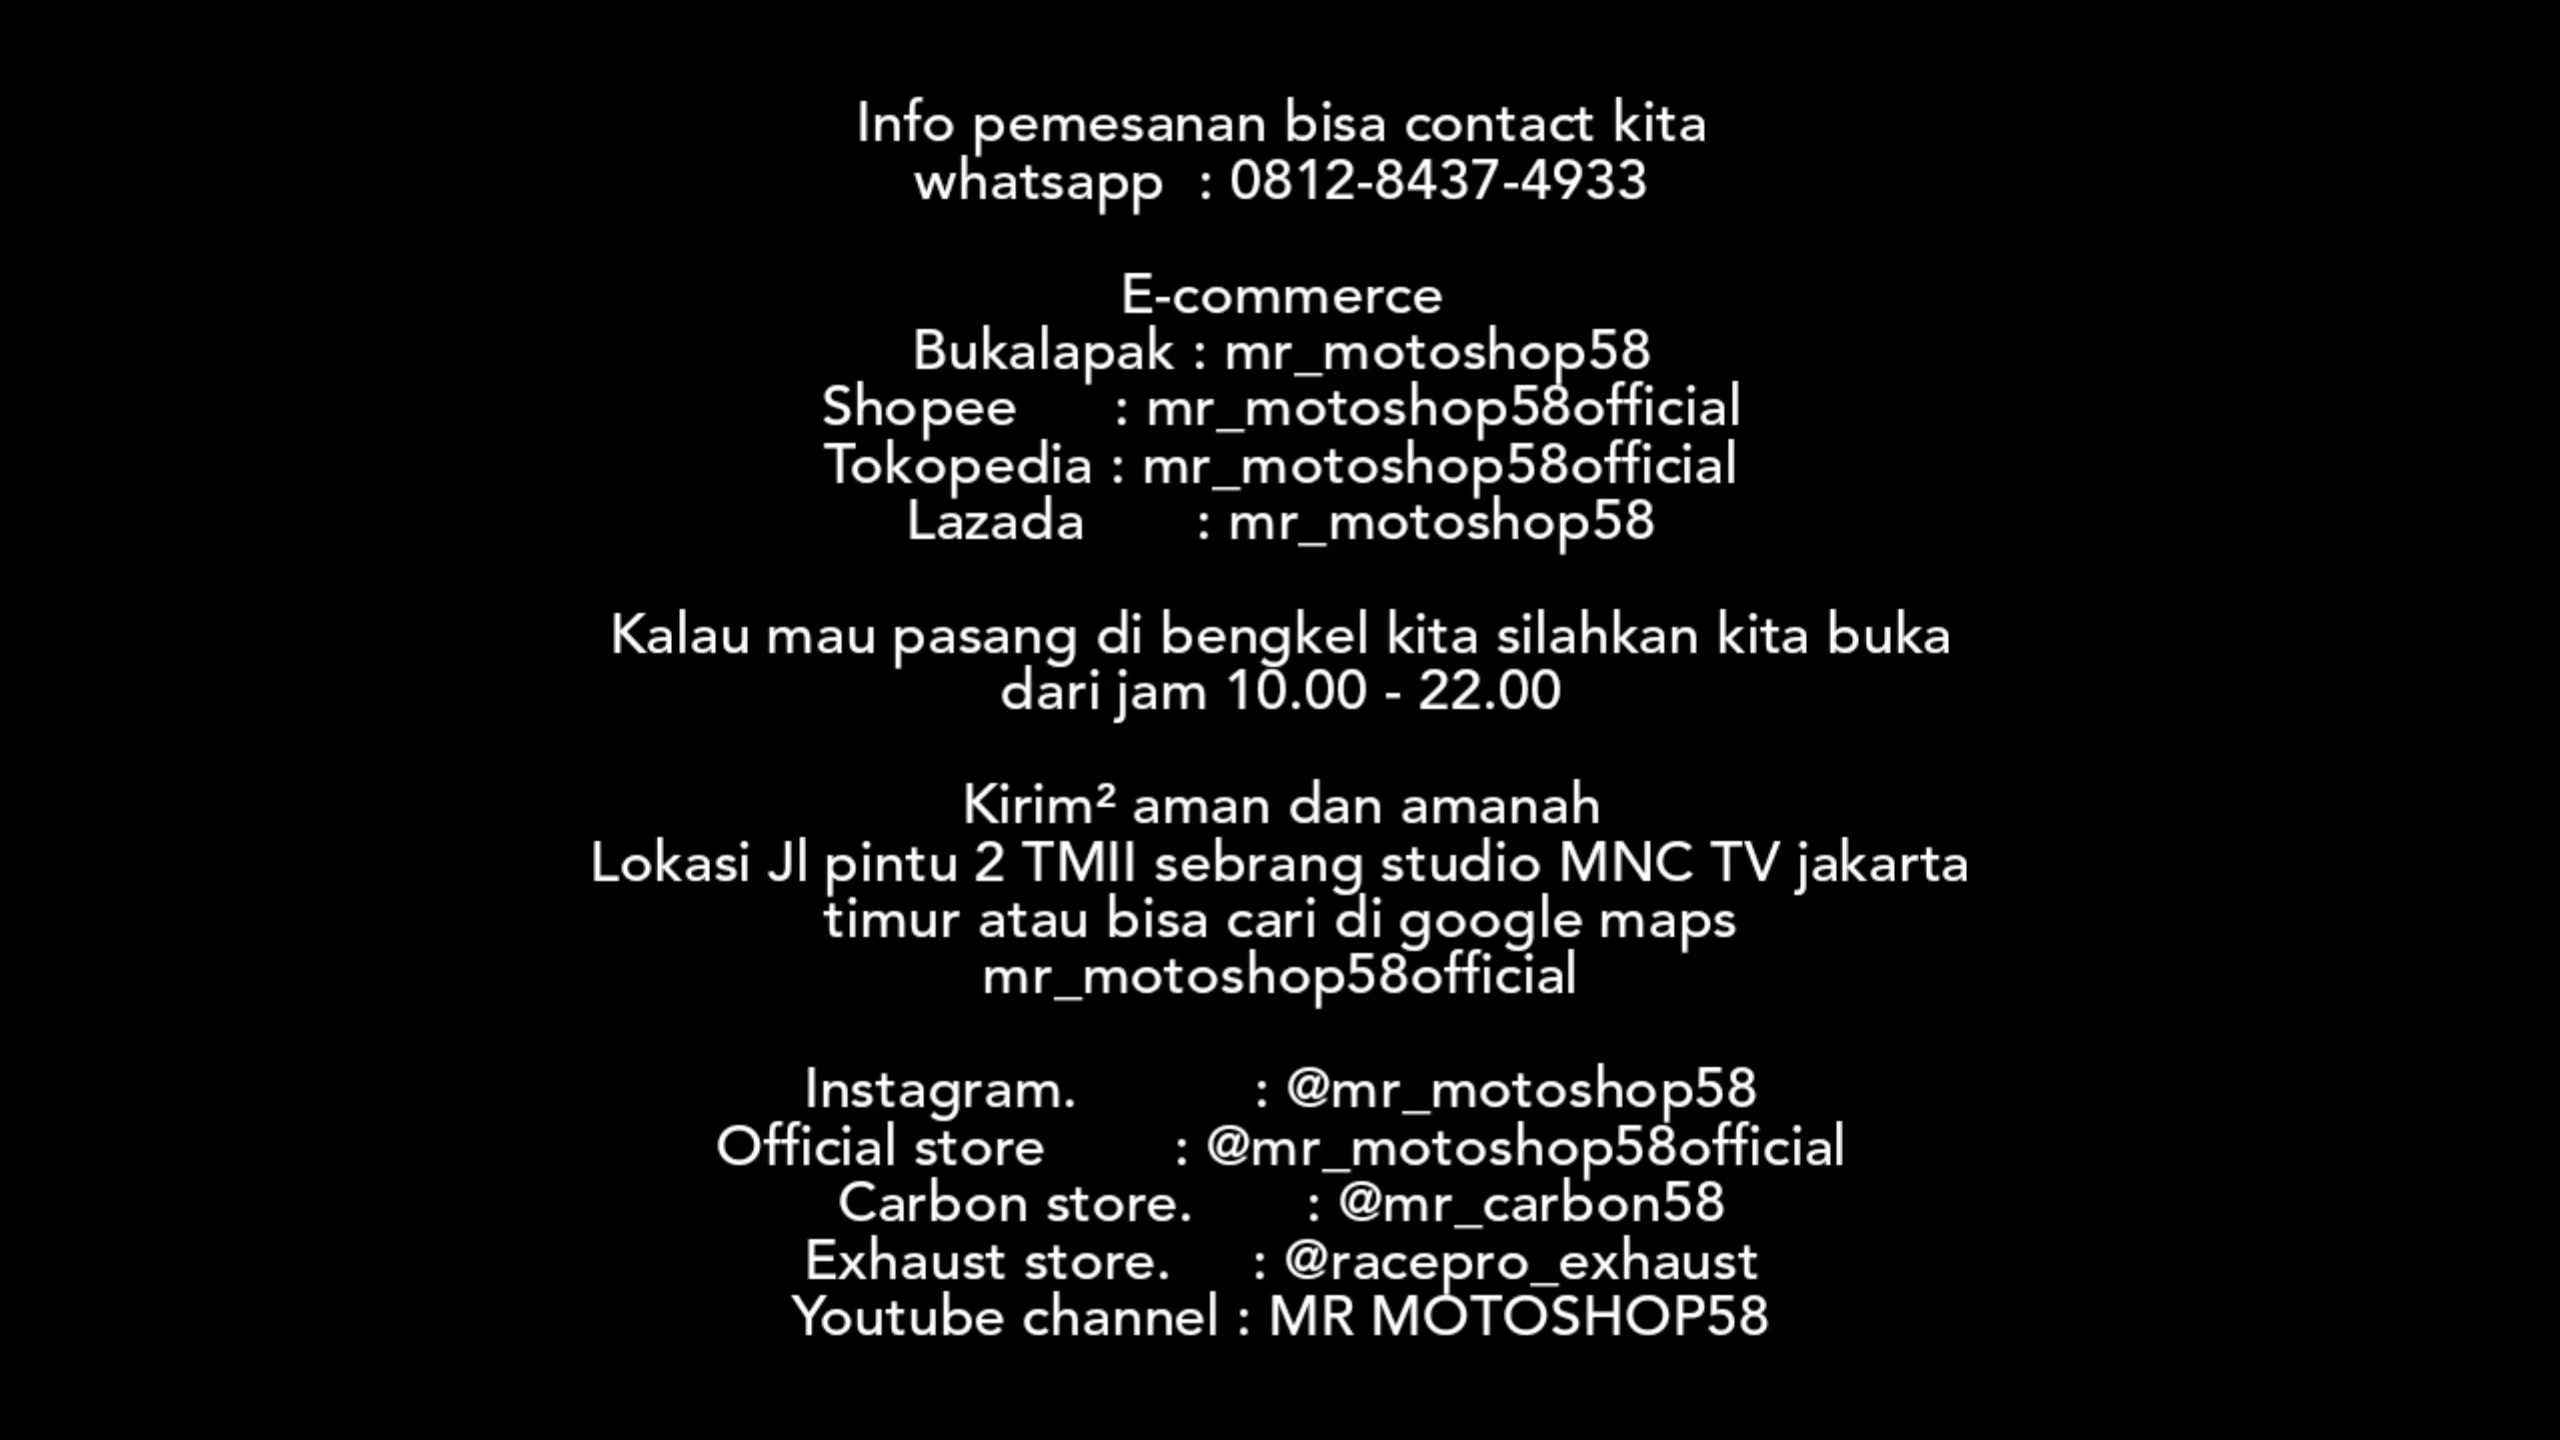 Info pemesanan bisa contact kita
whatsapp : 0812-8437-4933
E-commerce
Bukalapak : mr_motoshop58
Shopee : mr_motoshop58official
Tokopedia : mr_motoshop58official
Lazada : mr_motoshop58
Kalau mau pasang di bengkel kita silahkan kita buka
dari jam 10.00 - 22.00
Kirim² aman dan amanah
Lokasi Jl pintu 2 TMII sebrang studio MNC TV jakarta
timur atau bisa cari di google maps
mr_motoshop58official
Instagram. : @mr_motoshop58
Official store : @mr_motoshop58official
Carbon store. : @mr_carbon58
Exhaust store. : @racepro_exhaust
Youtube channel : MR MOTOSHOP58